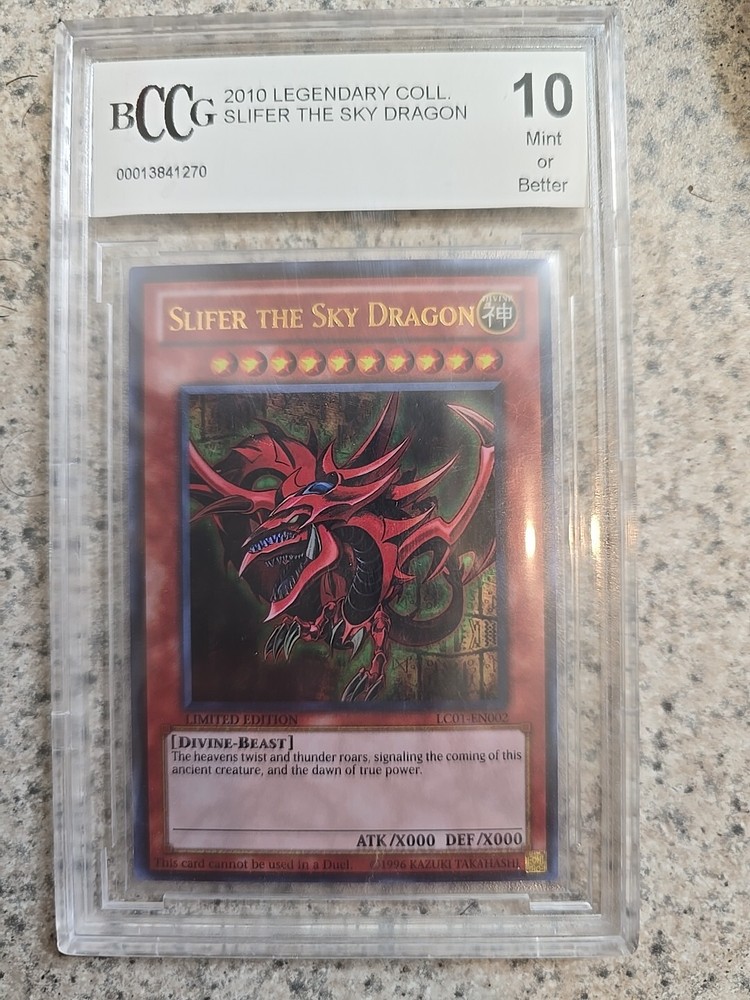 BCCG
2010 LEGENDARY COLL.
SLIFER THE SKY DRAGON
00013841270
10
Mint
or
Better
SLIFER THE SKY DRAGON
DIVINE
神
LIMITED EDITION
LC01-EN002
[DIVINE-BEAST]
The heavens twist and thunder roars, signaling the coming of this
ancient creature, and the dawn of true power.
ATK/X000 DEF/X000
This card cannot be used in a Duel. ©1996 KAZUKI TAKAHASHI